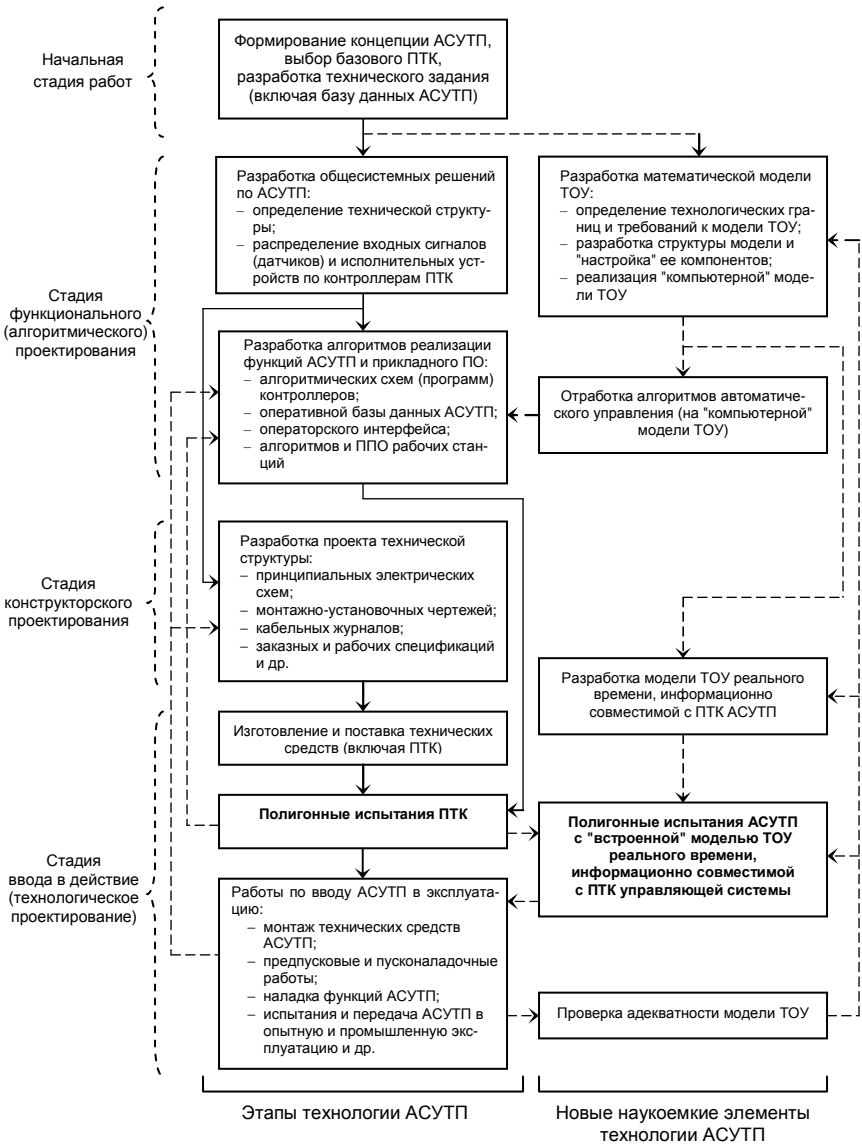 Начальная
стадия работ
Формирование концепции АСУТП,
выбор базового ПТК,
разработка технического задания
(включая базу данных АСУТП)
Стадия
функционального
(алгоритмического)
проектирования
Разработка общесистемных решений
по АСУТП:
– определение технической структу-
ры;
– распределение входных сигналов
(датчиков) и исполнительных уст-
ройств по контроллерам ПТК
Разработка математической модели
ТОУ:
– определение технологических гра-
ниц и требований к модели ТОУ;
– разработка структуры модели и
"настройка" ее компонентов;
– реализация "компьютерной" моде-
ли ТОУ
Разработка алгоритмов реализации
функций АСУТП и прикладного ПО:
– алгоритмических схем (программ)
контроллеров;
– оперативной базы данных АСУТП;
– операторского интерфейса;
– алгоритмов и ППО рабочих стан-
ций
Отработка алгоритмов автоматиче-
ского управления (на "компьютерной"
модели ТОУ)
Стадия
конструкторского
проектирования
Разработка проекта технической
структуры:
– принципиальных электрических
схем;
– монтажно-установочных чертежей;
– кабельных журналов;
– заказных и рабочих спецификаций
и др.
Разработка модели ТОУ реального
времени, информационно
совместимой с ПТК АСУТП
Стадия
ввода в действие
(технологическое
проектирование)
Изготовление и поставка технических
средств (включая ПТК)
Полигонные испытания ПТК
Полигонные испытания АСУТП
с "встроенной" моделью ТОУ
реального времени,
информационно совместимой
с ПТК управляющей системы
Работы по вводу АСУТП в эксплуата-
цию:
– монтаж технических средств
АСУТП;
– предпусковые и пусконаладочные
работы;
– наладка функций АСУТП;
– испытания и передача АСУТП в
опытную и промышленную экс-
плуатацию и др.
Проверка адекватности модели ТОУ
Этапы технологии АСУТП
Новые наукоемкие элементы
технологии АСУТП